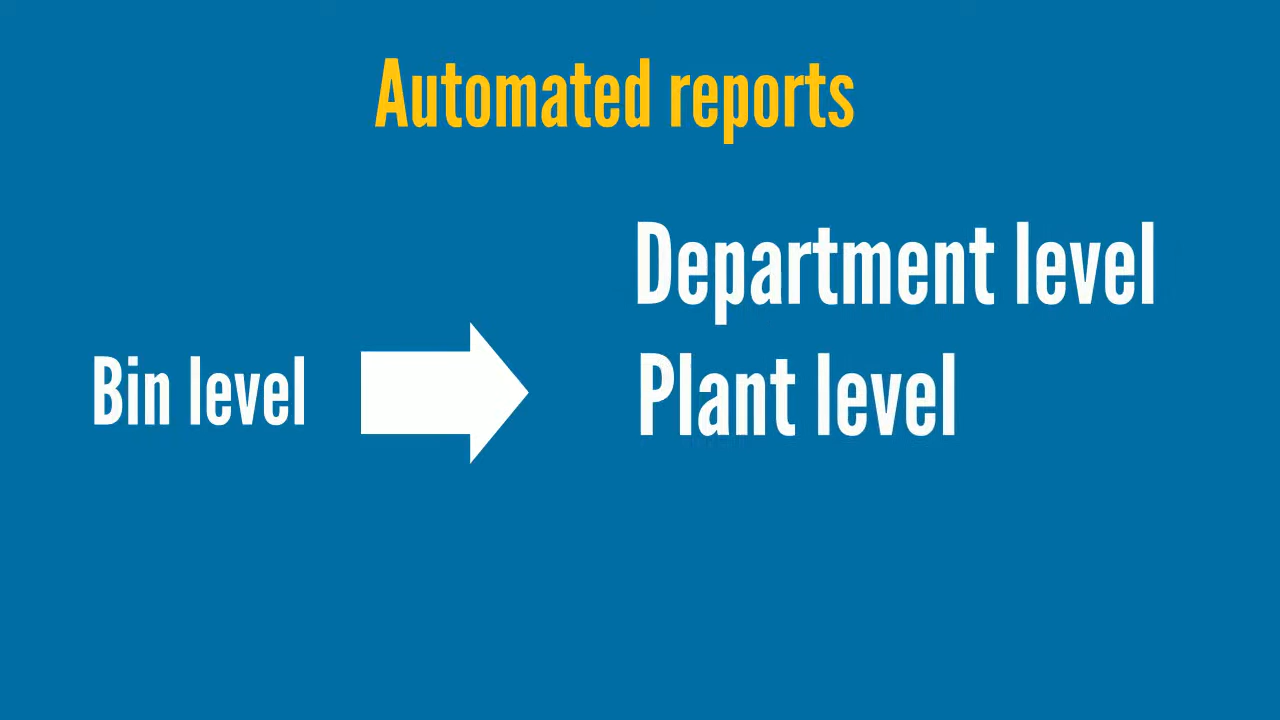 Automated reports
Department level
Bin level
Plant level